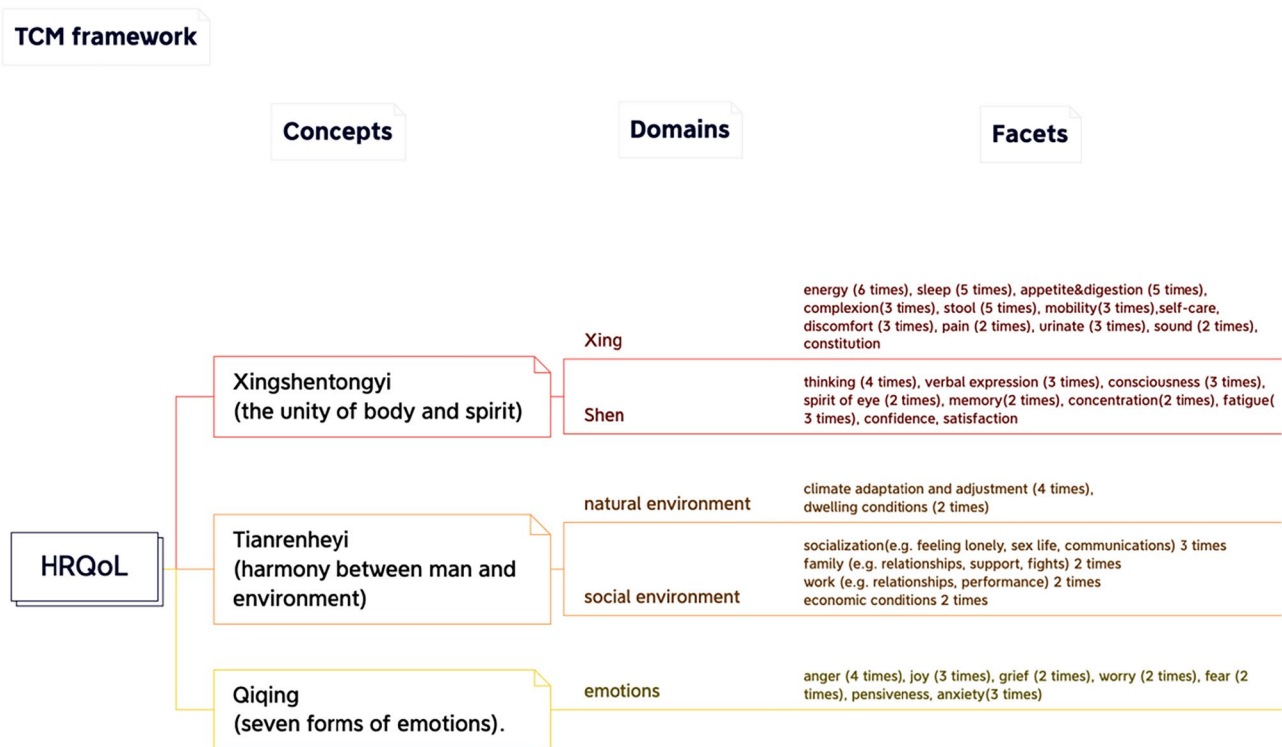 TCM framework
Concepts
Domains
Facets
HRQoL
Xingshentongyi
(the unity of body and spirit)
Xing
energy (6 times), sleep (5 times), appetite&digestion (5 times),
complexion(3 times), stool (5 times), mobility(3 times),self-care,
discomfort (3 times), pain (2 times), urinate (3 times), sound (2 times),
constitution
Shen
thinking (4 times), verbal expression (3 times), consciousness (3 times),
spirit of eye (2 times), memory(2 times), concentration(2 times), fatigue(
3 times), confidence, satisfaction
Tianrenheyi
(harmony between man and
environment)
natural environment
climate adaptation and adjustment (4 times),
dwelling conditions (2 times)
social environment
socialization(e.g. feeling lonely, sex life, communications) 3 times
family (e.g. relationships, support, fights) 2 times
work (e.g. relationships, performance) 2 times
economic conditions 2 times
Qiqing
(seven forms of emotions).
emotions
anger (4 times), joy (3 times), grief (2 times), worry (2 times), fear (2
times), pensiveness, anxiety(3 times)